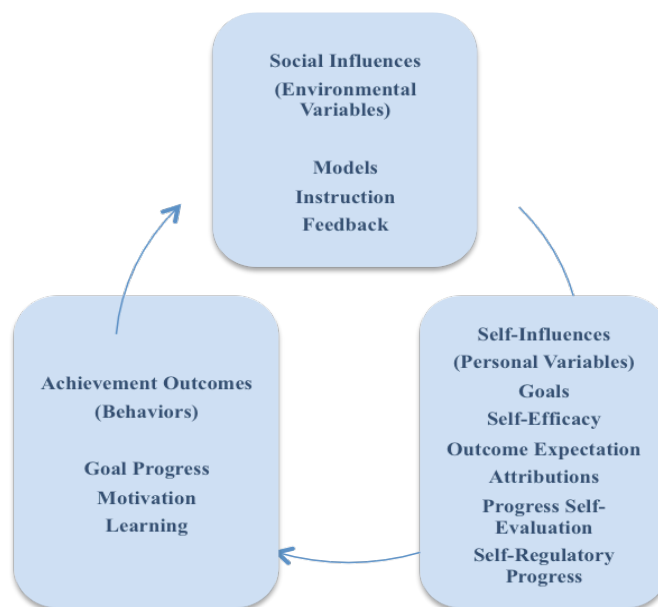 Social Influences
(Environmental
Variables)
Models
Instruction
Feedback
Achievement Outcomes
(Behaviors)
Goal Progress
Motivation
Learning
Self-Influences
(Personal Variables)
Goals
Self-Efficacy
Outcome Expectation
Attributions
Progress Self-
Evaluation
Self-Regulatory
Progress